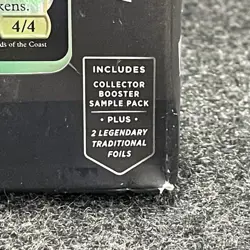 kens.
4/4
ds of the Coast
INCLUDES
COLLECTOR
BOOSTER
SAMPLE PACK
• PLUS •
2 LEGENDARY
TRADITIONAL
FOILS